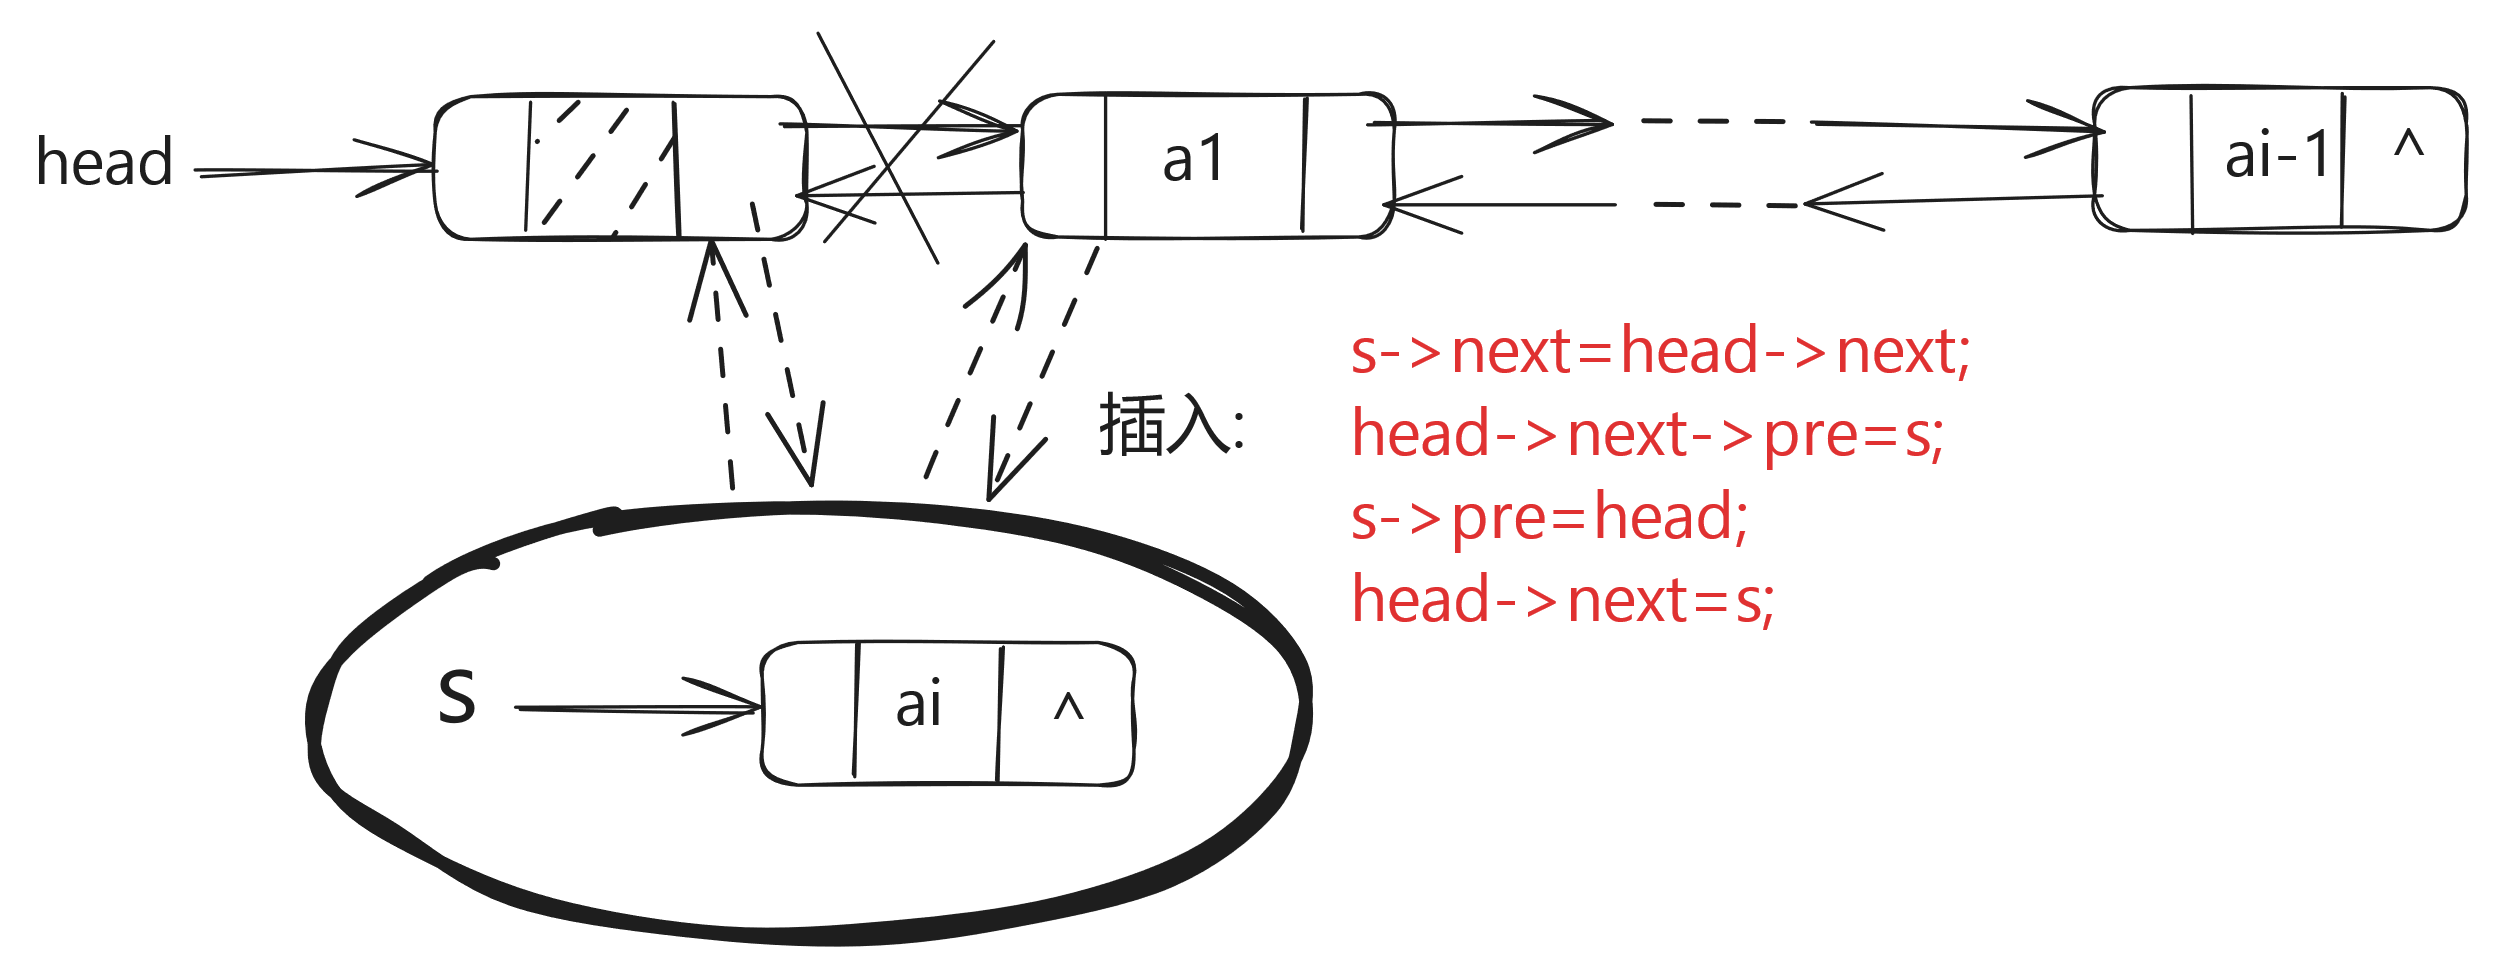 head
a1
ai-1
^
插入:
s->next=head->next;
head->next->pre=s;
s->pre=head;
head->next=s;
S
ai
^